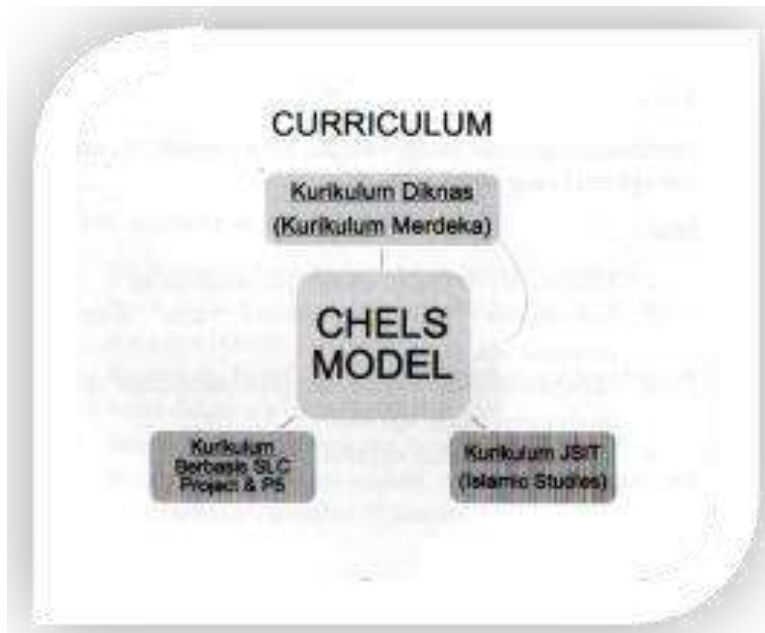 CURRICULUM
Kurikulum Diknas
(Kurikulum Merdeka)
CHELS
MODEL
Kurikulum
Berbasis SLC
Project & P5
Kurikulum JSIT
(Islamic Studies)